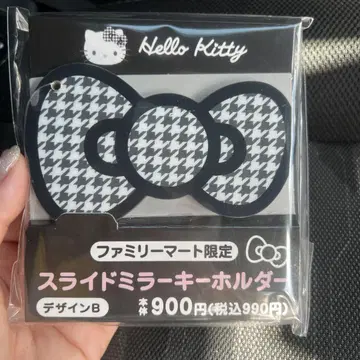 Hello Kitty
ファミリーマート限定
スライドミラーキーホルダー
デザインB
本体900円(税込990円)